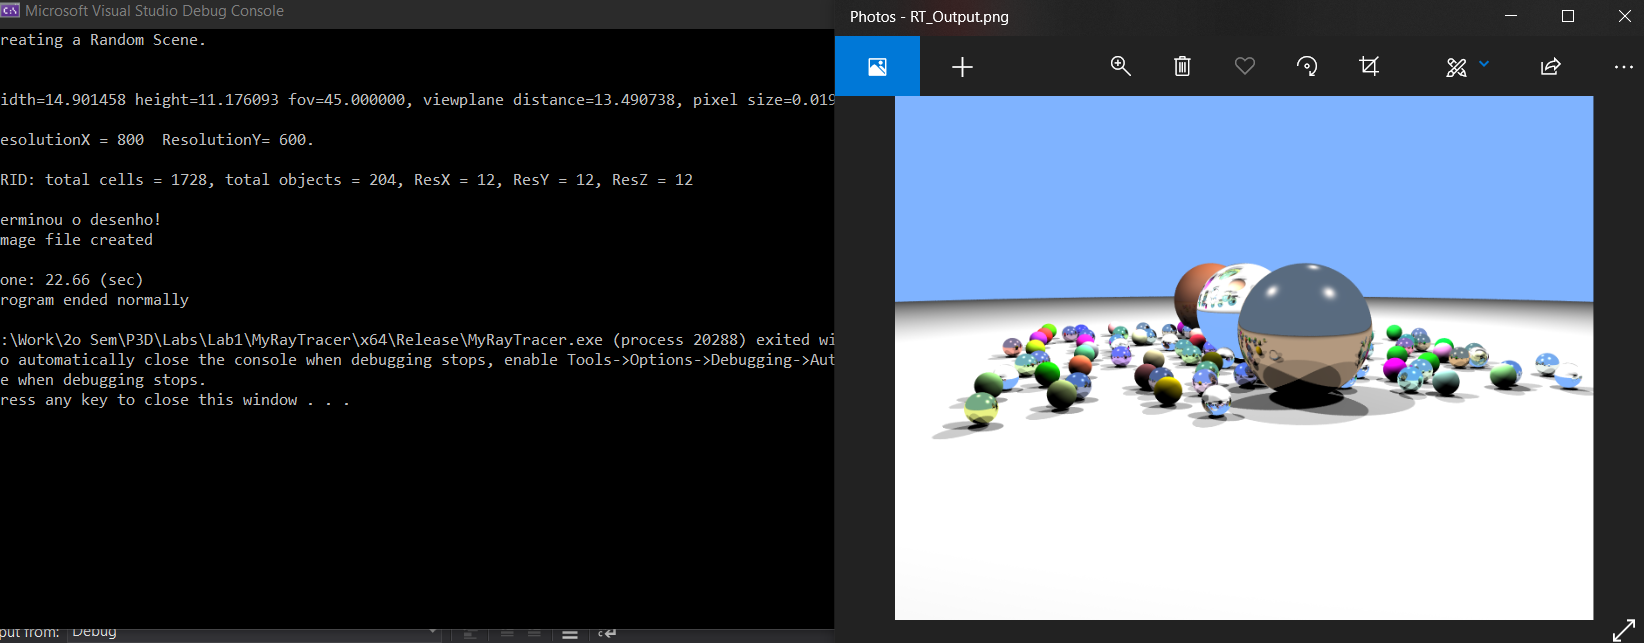 Microsoft Visual Studio Debug Console
reating a Random Scene.
idth=14.901458 height=11.176093 fov=45.000000, viewplane distance=13.490738, pixel size=0.019
esolutionX = 800  ResolutionY= 600.
RID: total cells = 1728, total objects = 204, ResX = 12, ResY = 12, ResZ = 12
erminou o desenho!
mage file created
one: 22.66 (sec)
rogram ended normally
:\Work\2o Sem\P3D\Labs\Lab1\MyRayTracer\x64\Release\MyRayTracer.exe (process 20288) exited wi
o automatically close the console when debugging stops, enable Tools->Options->Debugging->Aut
e when debugging stops.
ress any key to close this window . . .
put from: Debug
Photos - RT_Output.png